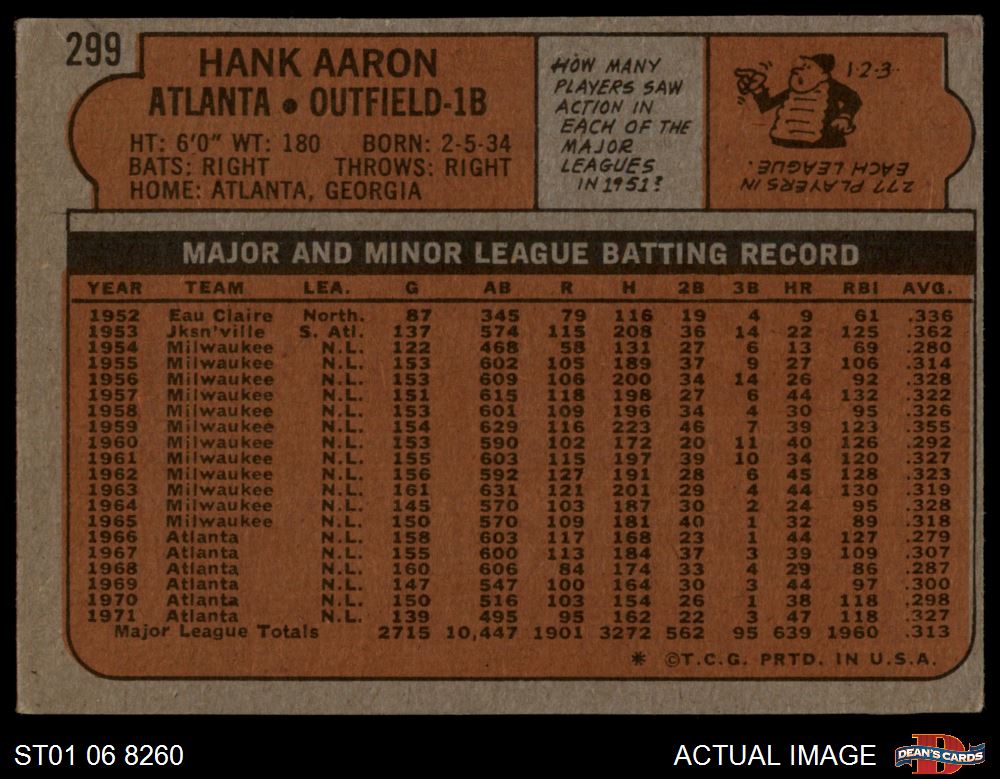 299
HANK AARON
ATLANTA • OUTFIELD-1B
HT: 6'0" WT: 180 BORN: 2-5-34
BATS: RIGHT THROWS: RIGHT
HOME: ATLANTA, GEORGIA
HOW MANY
PLAYERS SAW
ACTION IN
EACH OF THE
MAJOR
LEAGUES
IN 1951?
1-2-3-
277 PLAYERS IN
EACH LEAGUE.
MAJOR AND MINOR LEAGUE BATTING RECORD
YEAR TEAM LEA. G AB R H 2B 3B HR RBI AVG.
1952 Eau Claire North. 87 345 79 116 19 4 9 61 .336
1953 Jksn'ville S. Atl. 137 574 115 208 36 14 22 125 .362
1954 Milwaukee N.L. 122 468 58 131 27 6 13 69 .280
1955 Milwaukee N.L. 153 602 105 189 37 9 27 106 .314
1956 Milwaukee N.L. 153 609 106 200 34 14 26 92 .328
1957 Milwaukee N.L. 151 615 118 198 27 6 44 132 .322
1958 Milwaukee N.L. 153 601 109 196 34 4 30 95 .326
1959 Milwaukee N.L. 154 629 116 223 46 7 39 123 .355
1960 Milwaukee N.L. 153 590 102 172 20 11 40 126 .292
1961 Milwaukee N.L. 155 603 115 197 39 10 34 120 .327
1962 Milwaukee N.L. 156 592 127 191 28 6 45 128 .323
1963 Milwaukee N.L. 161 631 121 201 29 4 44 130 .319
1964 Milwaukee N.L. 145 570 103 187 30 2 24 95 .328
1965 Milwaukee N.L. 150 570 109 181 40 1 32 89 .318
1966 Atlanta N.L. 158 603 117 168 23 1 44 127 .279
1967 Atlanta N.L. 155 600 113 184 37 3 39 109 .307
1968 Atlanta N.L. 160 606 84 174 33 4 29 86 .287
1969 Atlanta N.L. 147 547 100 164 30 3 44 97 .300
1970 Atlanta N.L. 150 516 103 154 26 1 38 118 .298
1971 Atlanta N.L. 139 495 95 162 22 3 47 118 .327
Major League Totals 2715 10,447 1901 3272 562 95 639 1960 .313
* ©T.C.G. PRTD. IN U.S.A.
ST01 06 8260
ACTUAL IMAGE
D
DEAN'S CARDS